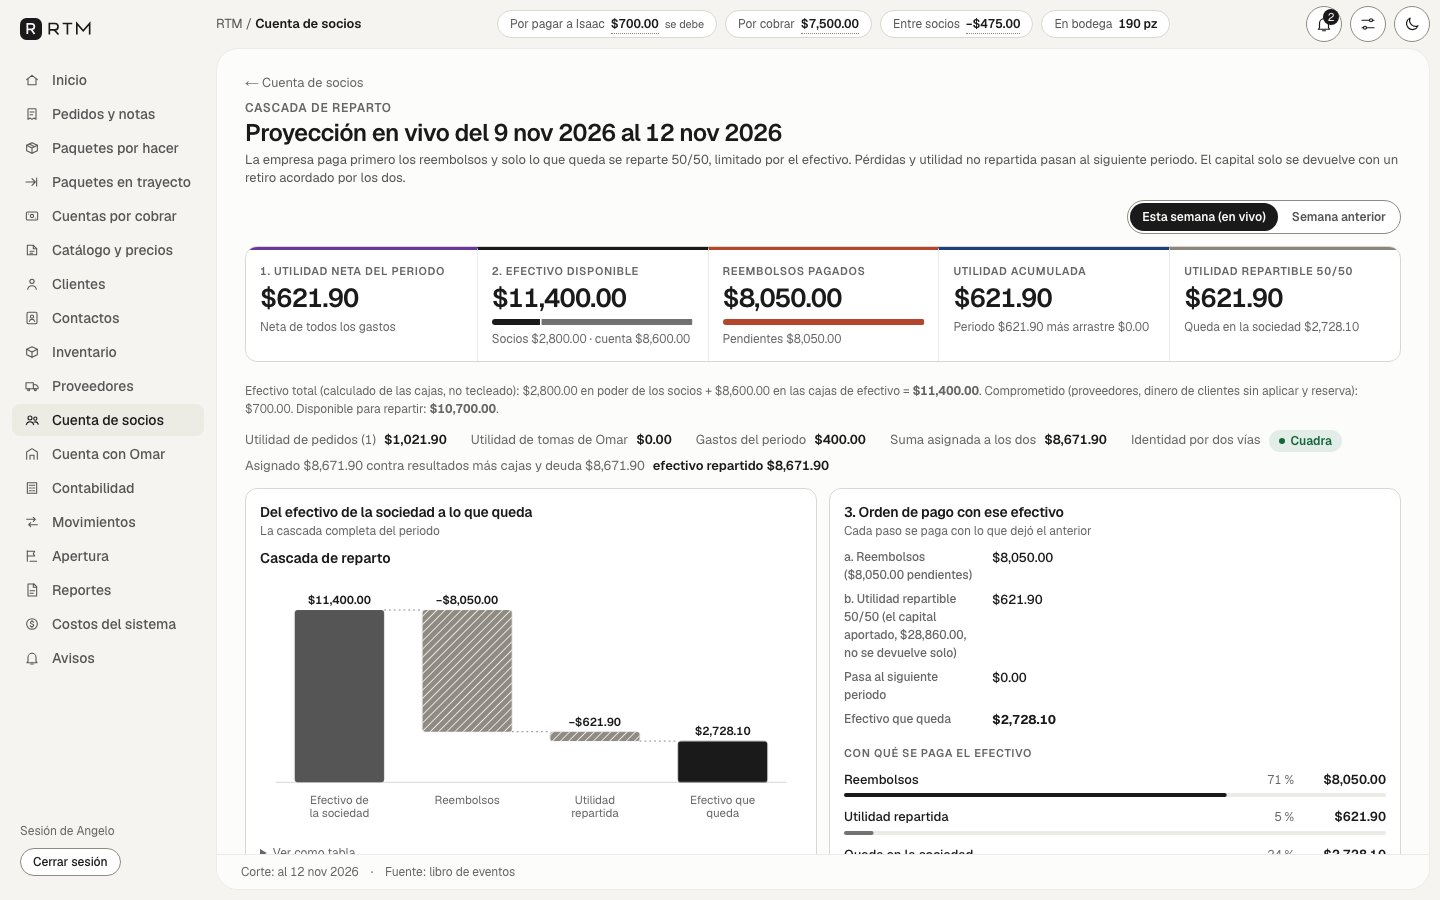 R RTM
RTM / Cuenta de socios
Por pagar a Isaac $700.00 se debe
Por cobrar $7,500.00
Entre socios –$475.00
En bodega 190 pz
2
Inicio
Pedidos y notas
Paquetes por hacer
Paquetes en trayecto
Cuentas por cobrar
Catálogo y precios
Clientes
Contactos
Inventario
Proveedores
Cuenta de socios
Cuenta con Omar
Contabilidad
Movimientos
Apertura
Reportes
Costos del sistema
Avisos
Sesión de Angelo
Cerrar sesión
← Cuenta de socios
CASCADA DE REPARTO
Proyección en vivo del 9 nov 2026 al 12 nov 2026
La empresa paga primero los reembolsos y solo lo que queda se reparte 50/50, limitado por el efectivo. Pérdidas y utilidad no repartida pasan al siguiente periodo. El capital solo se devuelve con un
retiro acordado por los dos.
Esta semana (en vivo) Semana anterior
1. UTILIDAD NETA DEL PERIODO
$621.90
Neta de todos los gastos
2. EFECTIVO DISPONIBLE
$11,400.00
Socios $2,800.00 · cuenta $8,600.00
REEMBOLSOS PAGADOS
$8,050.00
Pendientes $8,050.00
UTILIDAD ACUMULADA
$621.90
Periodo $621.90 más arrastre $0.00
UTILIDAD REPARTIBLE 50/50
$621.90
Queda en la sociedad $2,728.10
Efectivo total (calculado de las cajas, no tecleado): $2,800.00 en poder de los socios + $8,600.00 en las cajas de efectivo = $11,400.00. Comprometido (proveedores, dinero de clientes sin aplicar y reserva):
$700.00. Disponible para repartir: $10,700.00.
Utilidad de pedidos (1) $1,021.90 Utilidad de tomas de Omar $0.00 Gastos del periodo $400.00 Suma asignada a los dos $8,671.90 Identidad por dos vías Cuadra
Asignado $8,671.90 contra resultados más cajas y deuda $8,671.90 efectivo repartido $8,671.90
Del efectivo de la sociedad a lo que queda
La cascada completa del periodo
Cascada de reparto
$11,400.00
–$8,050.00
–$621.90
$2,728.10
Efectivo de
la sociedad
Reembolsos
Utilidad
repartida
Efectivo que
queda
▶ Ver como tabla
3. Orden de pago con ese efectivo
Cada paso se paga con lo que dejó el anterior
a. Reembolsos $8,050.00
($8,050.00 pendientes)
b. Utilidad repartible $621.90
50/50 (el capital
aportado, $28,860.00,
no se devuelve solo)
Pasa al siguiente $0.00
periodo
Efectivo que queda $2,728.10
CON QUÉ SE PAGA EL EFECTIVO
Reembolsos 71 % $8,050.00
Utilidad repartida 5 % $621.90
Queda en la sociedad 24 % $2,728.10
Corte: al 12 nov 2026 · Fuente: libro de eventos